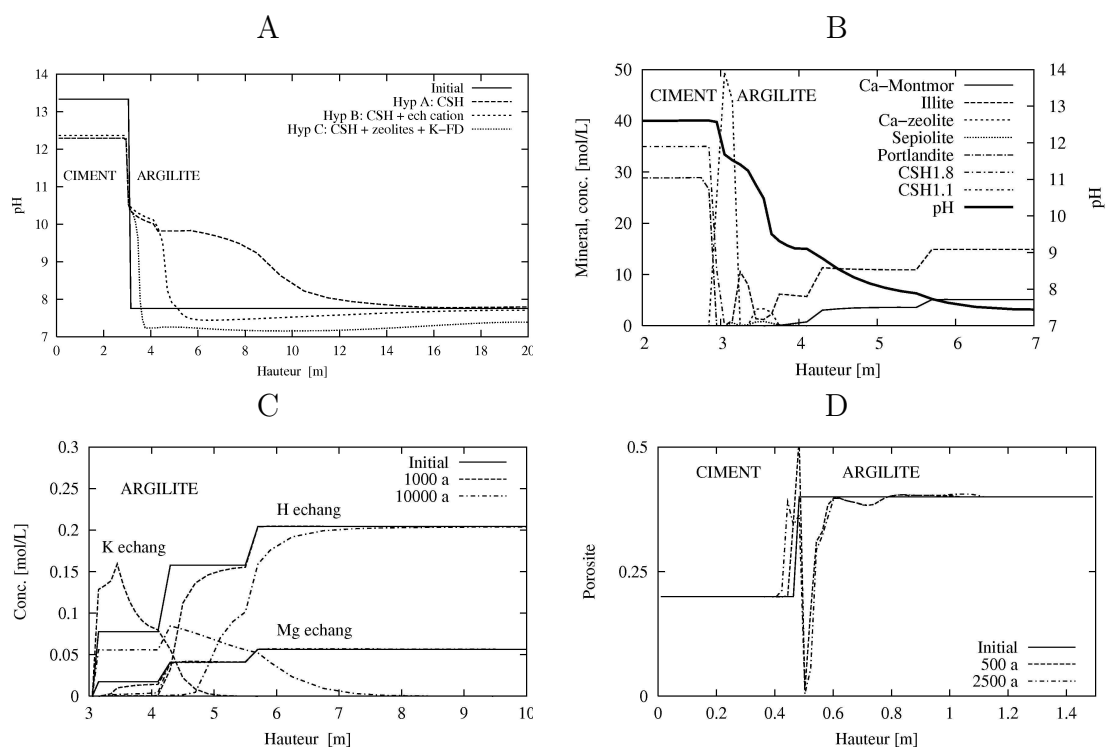 A
14
13
12
11
10
9
8
7
pH
0 2 4 6 8 10 12 14 16 18 20
Hauteur [m]
CIMENT
ARGILITE
Initial
Hyp A: CSH
Hyp B: CSH + ech cation
Hyp C: CSH + zeolites + K−FD
B
50
40
30
20
10
0
Mineral, conc. [mol/L]
2 3 4 5 6 7
Hauteur [m]
14
13
12
11
10
9
8
7
pH
CIMENT
ARGILITE
Ca−Montmor
Illite
Ca−zeolite
Sepiolite
Portlandite
CSH1.8
CSH1.1
pH
C
0.3
0.25
0.2
0.15
0.1
0.05
0
Conc. [mol/L]
3 4 5 6 7 8 9 10
Hauteur [m]
ARGILITE
Initial
1000 a
10000 a
H echang
K echang
Mg echang
D
0.5
0.25
0
Porosite
0 0.2 0.4 0.6 0.8 1 1.2 1.4
Hauteur [m]
CIMENT
ARGILITE
Initial
500 a
2500 a